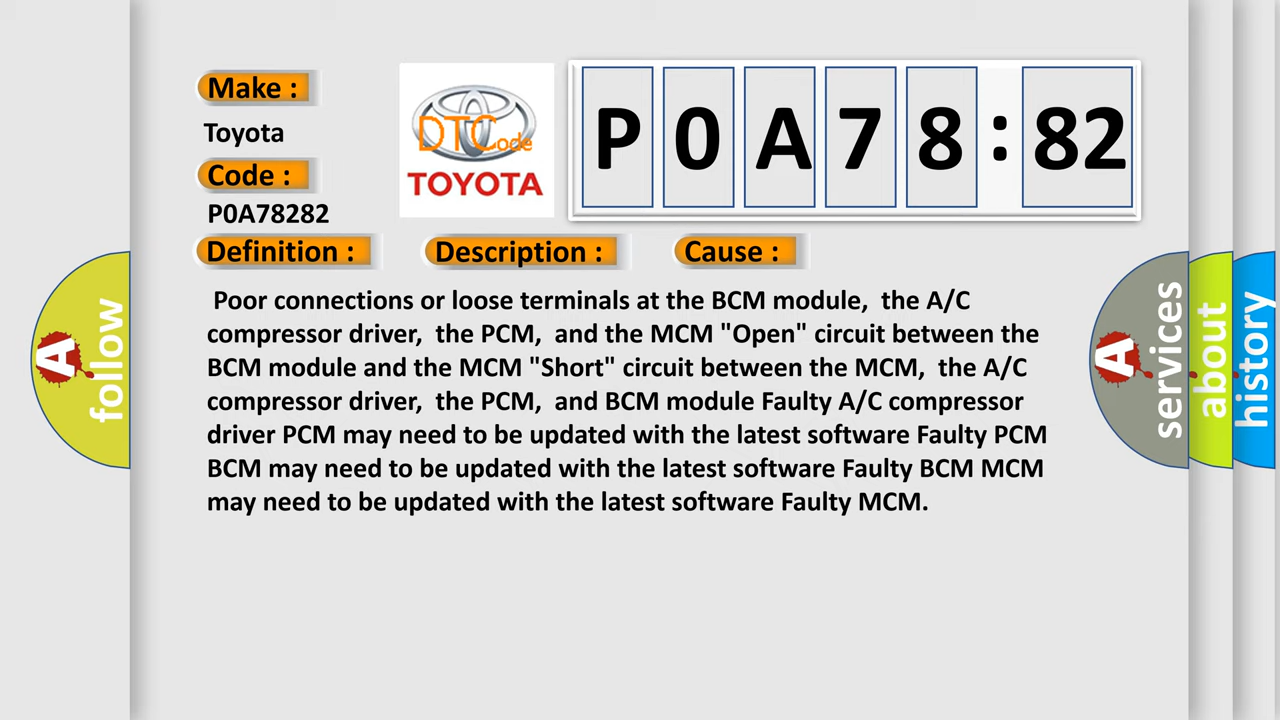 Make :
Toyota
Code :
P0A78282
DTCode
TOYOTA
P0A78:82
Definition :
Description :
Cause :
Poor connections or loose terminals at the BCM module,  the A/C
compressor driver,  the PCM,  and the MCM "Open" circuit between the
BCM module and the MCM "Short" circuit between the MCM,  the A/C
compressor driver,  the PCM,  and BCM module Faulty A/C compressor
driver PCM may need to be updated with the latest software Faulty PCM
BCM may need to be updated with the latest software Faulty BCM MCM
may need to be updated with the latest software Faulty MCM.
A follow
A services
about
history